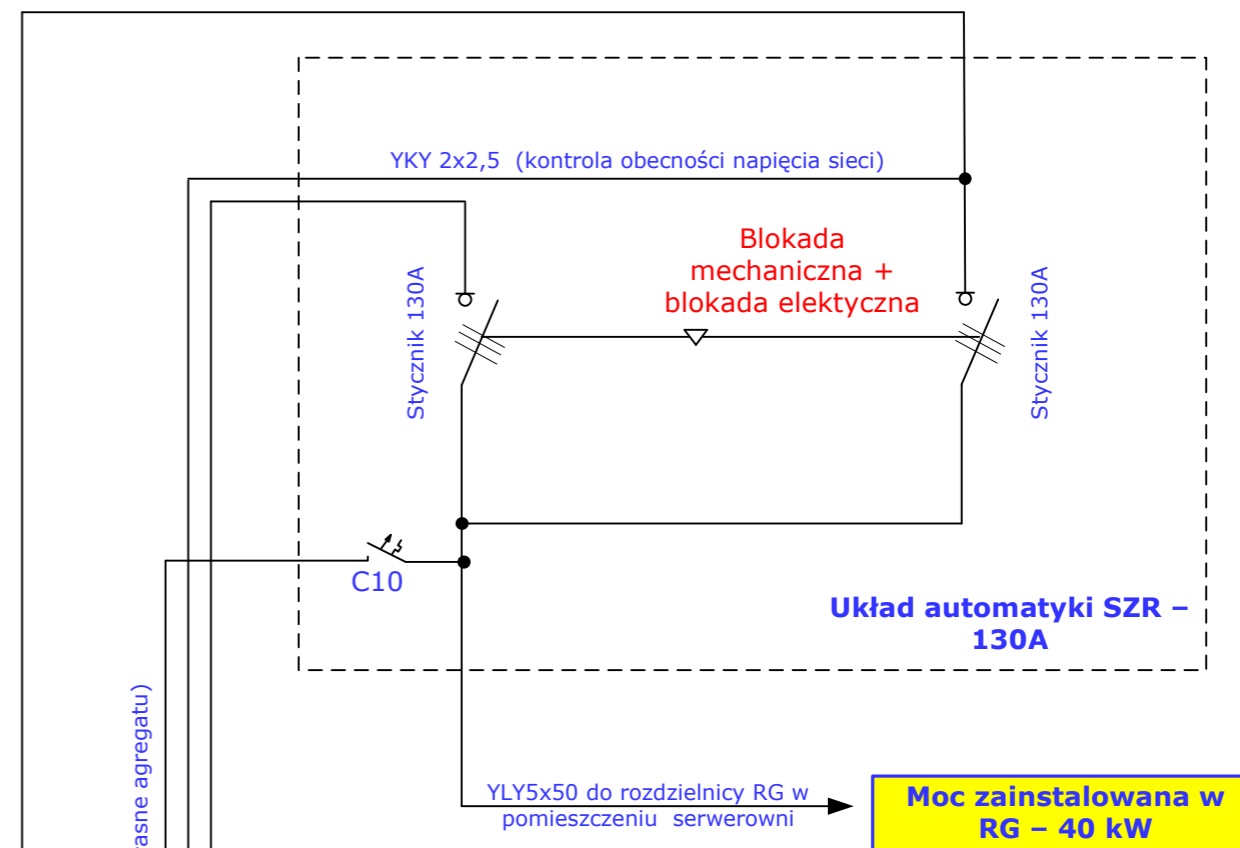 YKY 2x2,5 (kontrola obecności napięcia sieci)
Blokada
mechaniczna +
blokada elektyczna
Stycznik 130A
Stycznik 130A
C10
Układ automatyki SZR –
130A
agregatu)
YLY5x50 do rozdzielnicy RG w
pomieszczeniu serwerowni
Moc zainstalowana w
RG – 40 kW